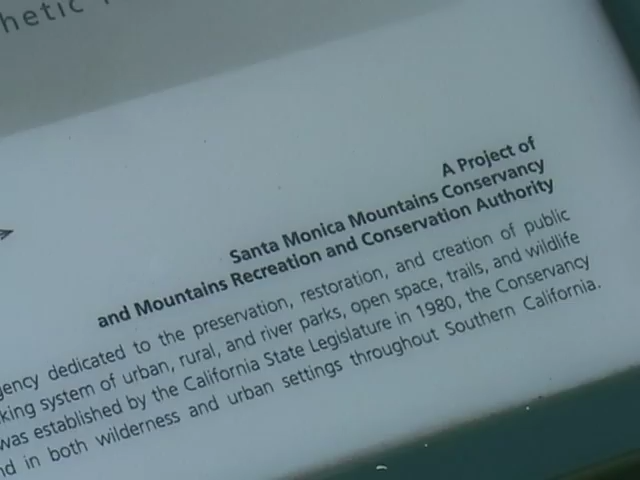 hetic
A Project of
Santa Monica Mountains Conservancy
and Mountains Recreation and Conservation Authority
gency dedicated to the preservation, restoration, and creation of public
king system of urban, rural, and river parks, open space, trails, and wildlife
was established by the California State Legislature in 1980, the Conservancy
nd in both wilderness and urban settings throughout Southern California.